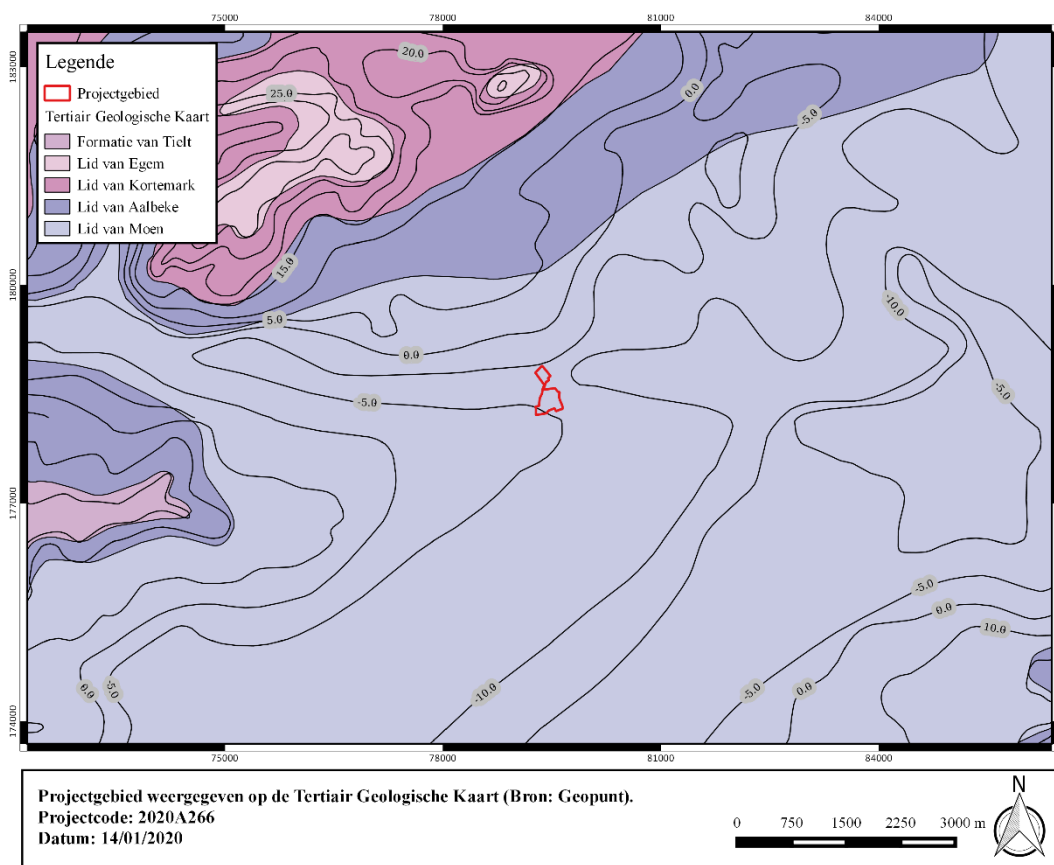 75000 78000 81000 84000
183000
180000
177000
174000
Legende
Projectgebied
Tertiair Geologische Kaart
Formatie van Tielt
Lid van Egem
Lid van Kortemark
Lid van Aalbeke
Lid van Moen
20.0
25.0
0.0
-5.0
15.0
5.0
0.0
-10.0
-5.0
-5.0
-5.0
0.0
10.0
0.0
-5.0
-10.0
-5.0
0.0
75000 78000 81000 84000
Projectgebied weergegeven op de Tertiair Geologische Kaart (Bron: Geopunt).
Projectcode: 2020A266
Datum: 14/01/2020
0 750 1500 2250 3000 m
N